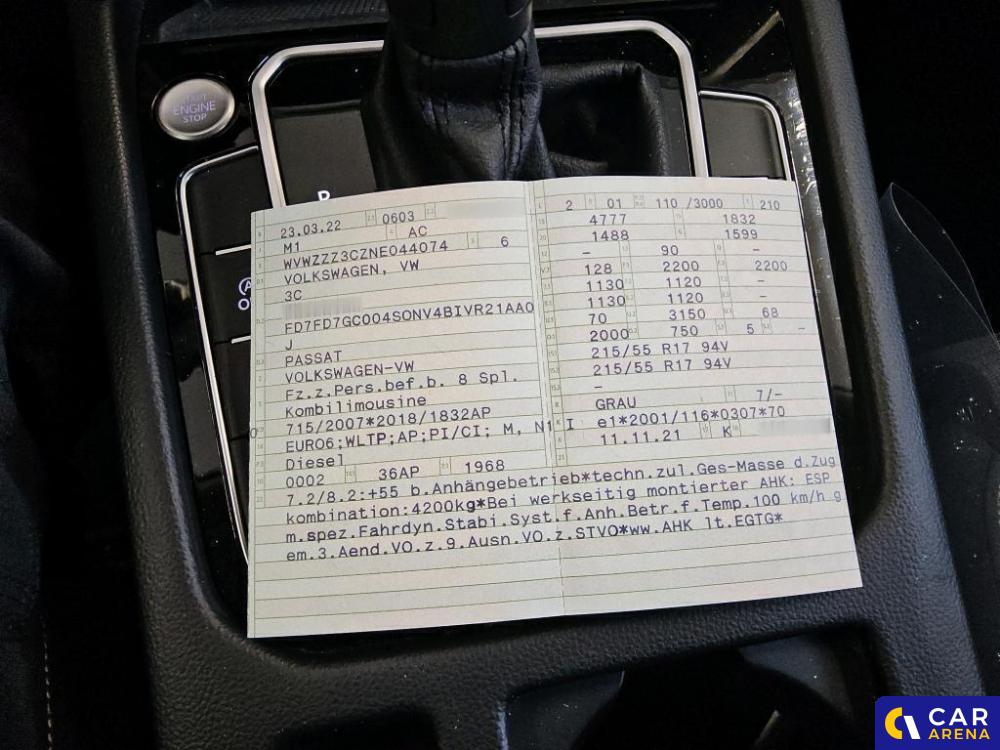 START
ENGINE
STOP
R
23.03.22 0603
M1 AC
WVWZZZ3CZNE044074 6
VOLKSWAGEN, VW
3C
FD7FD7GC004SONV4BIVR21AA0
J
PASSAT
VOLKSWAGEN-VW
Fz.z.Pers.bef.b. 8 Spl.
Kombilimousine
715/2007*2018/1832AP
EURO6;WLTP;AP;PI/CI; M, N1 I
Diesel
0002 36AP 1968
2 01 110 /3000 210
4777 1832
1488 1599
– 90 –
128 2200 2200
1130 1120 –
1130 1120 –
70 3150 68
2000 750 5 –
215/55 R17 94V
215/55 R17 94V
–
GRAU 7/–
e1*2001/116*0307*70
11.11.21 K
7.2/8.2:+55 b.Anhängebetrieb*techn.zul.Ges-Masse d.Zug
kombination:4200kg*Bei werkseitig montierter AHK: ESP
m.spez.Fahrdyn.Stabi.Syst.f.Anh.Betr.f.Temp.100 km/h g
em.3.Aend.VO.z.9.Ausn.VO.z.STVO*ww.AHK lt.EGTG*
CAR
ARENA